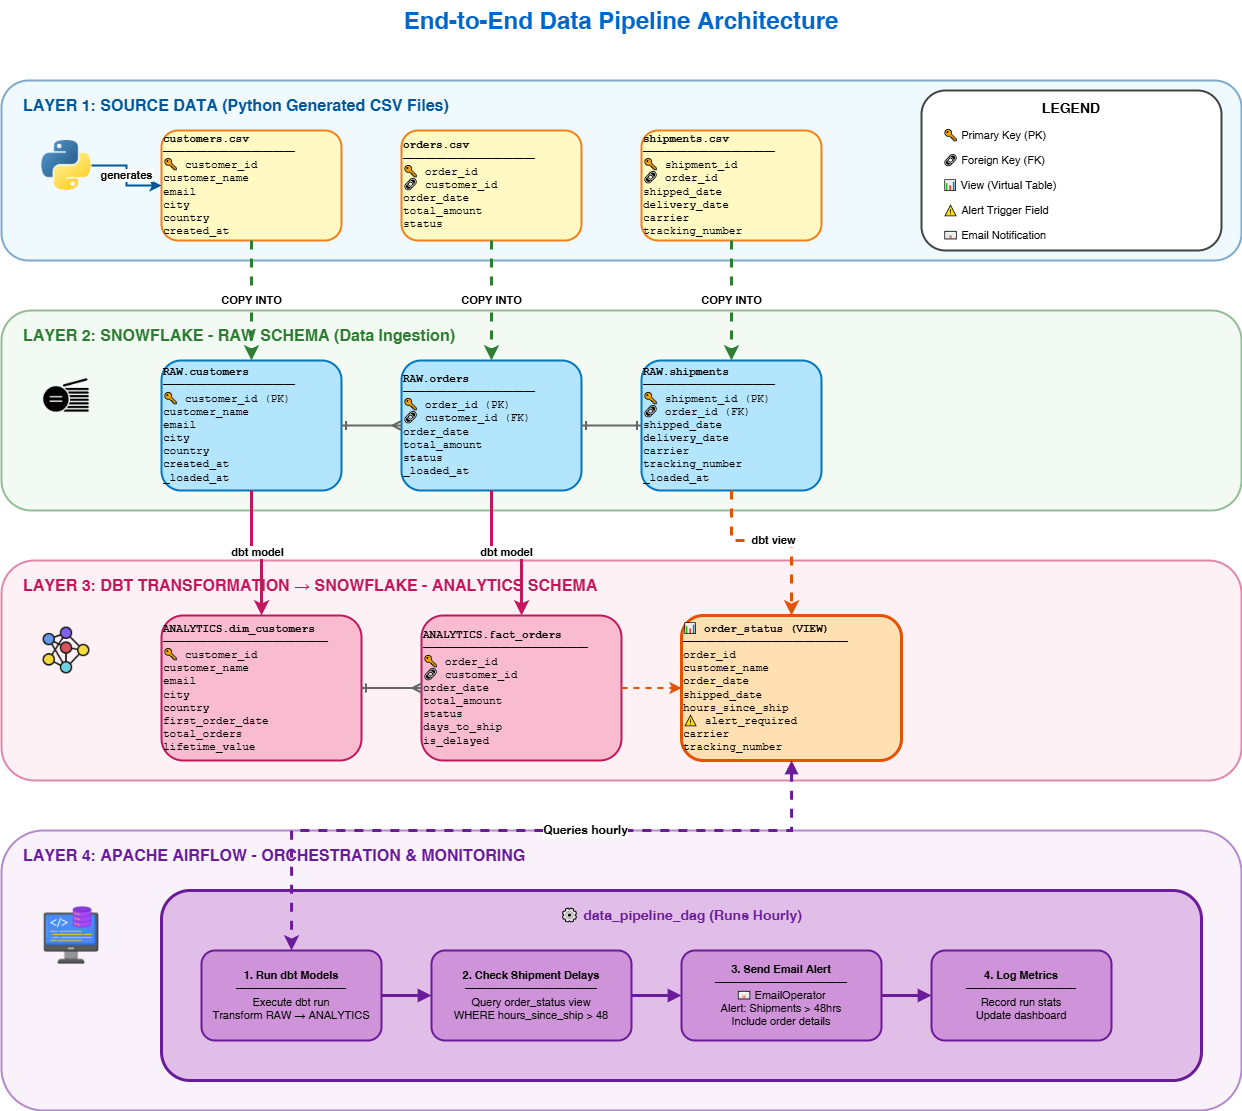 End-to-End Data Pipeline Architecture
LAYER 1: SOURCE DATA (Python Generated CSV Files)
generates
customers.csv
🔑 customer_id
customer_name
email
city
country
created_at
orders.csv
🔑 order_id
🔗 customer_id
order_date
total_amount
status
shipments.csv
🔑 shipment_id
🔗 order_id
shipped_date
delivery_date
carrier
tracking_number
LEGEND
🔑 Primary Key (PK)
🔗 Foreign Key (FK)
📊 View (Virtual Table)
⚠ Alert Trigger Field
📧 Email Notification
COPY INTO
COPY INTO
COPY INTO
LAYER 2: SNOWFLAKE - RAW SCHEMA (Data Ingestion)
RAW.customers
🔑 customer_id (PK)
customer_name
email
city
country
created_at
_loaded_at
RAW.orders
🔑 order_id (PK)
🔗 customer_id (FK)
order_date
total_amount
status
_loaded_at
RAW.shipments
🔑 shipment_id (PK)
🔗 order_id (FK)
shipped_date
delivery_date
carrier
tracking_number
_loaded_at
dbt model
dbt model
dbt view
LAYER 3: DBT TRANSFORMATION → SNOWFLAKE - ANALYTICS SCHEMA
ANALYTICS.dim_customers
🔑 customer_id
customer_name
email
city
country
first_order_date
total_orders
lifetime_value
ANALYTICS.fact_orders
🔑 order_id
🔗 customer_id
order_date
total_amount
status
days_to_ship
is_delayed
📊 order_status (VIEW)
order_id
customer_name
order_date
shipped_date
hours_since_ship
⚠ alert_required
carrier
tracking_number
Queries hourly
LAYER 4: APACHE AIRFLOW - ORCHESTRATION & MONITORING
⚙ data_pipeline_dag (Runs Hourly)
1. Run dbt Models
Execute dbt run
Transform RAW → ANALYTICS
2. Check Shipment Delays
Query order_status view
WHERE hours_since_ship > 48
3. Send Email Alert
📧 EmailOperator
Alert: Shipments > 48hrs
Include order details
4. Log Metrics
Record run stats
Update dashboard